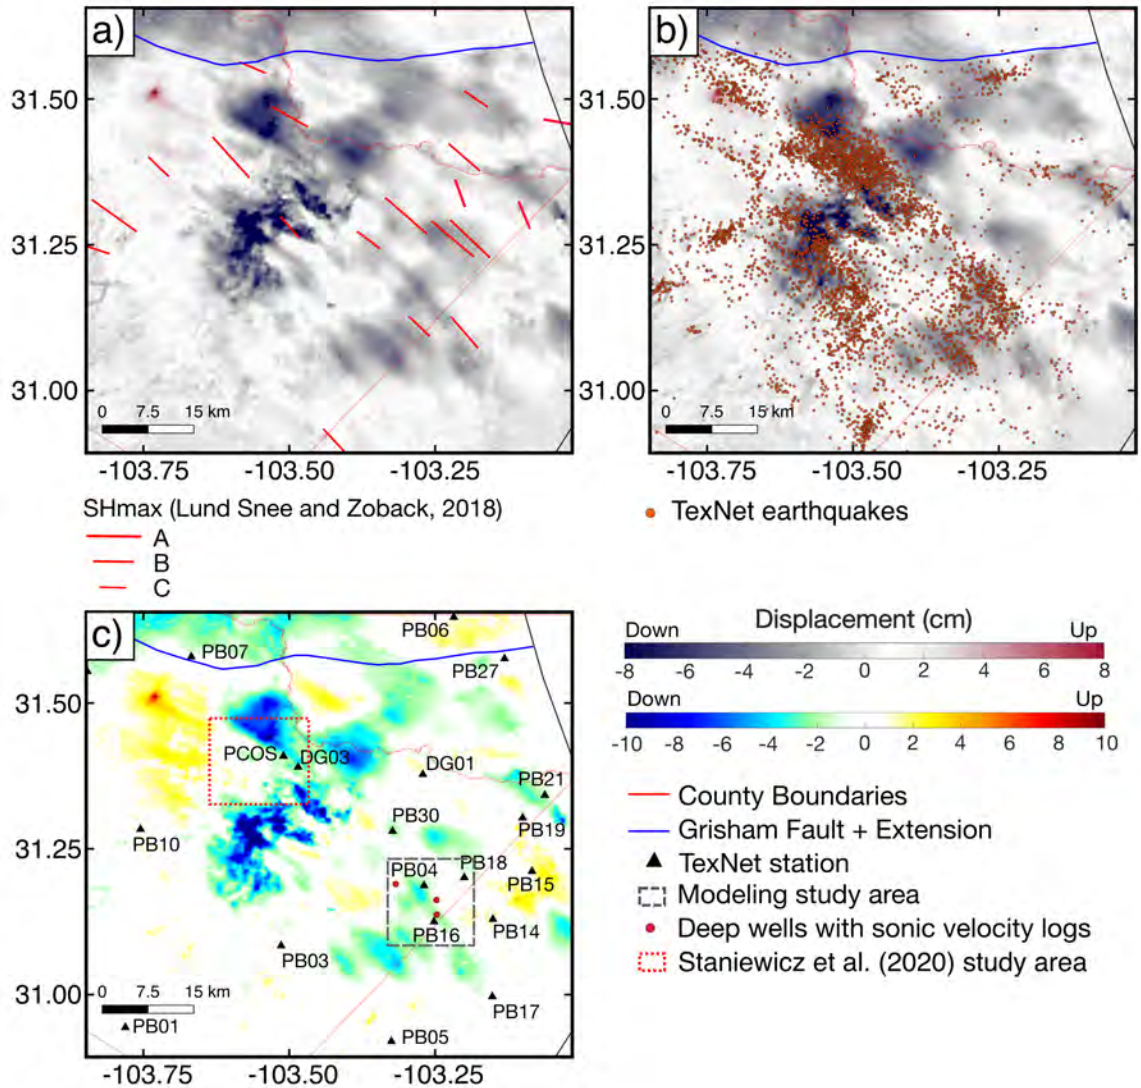 a)
31.50
31.25
31.00
0 7.5 15 km
-103.75 -103.50 -103.25
SHmax (Lund Snee and Zoback, 2018)
A
B
C
b)
0 7.5 15 km
-103.75 -103.50 -103.25
TexNet earthquakes
c)
PB06
PB07
PB27
31.50
PCOS
DG03
DG01
PB21
PB30
PB19
31.25
PB10
PB18
PB04
PB15
PB16
PB14
PB03
31.00
0 7.5 15 km
PB17
PB01
PB05
-103.75 -103.50 -103.25
Displacement (cm)
Down Up
-8 -6 -4 -2 0 2 4 6 8
Down Up
-10 -8 -6 -4 -2 0 2 4 6 8 10
County Boundaries
Grisham Fault + Extension
TexNet station
Modeling study area
Deep wells with sonic velocity logs
Staniewicz et al. (2020) study area